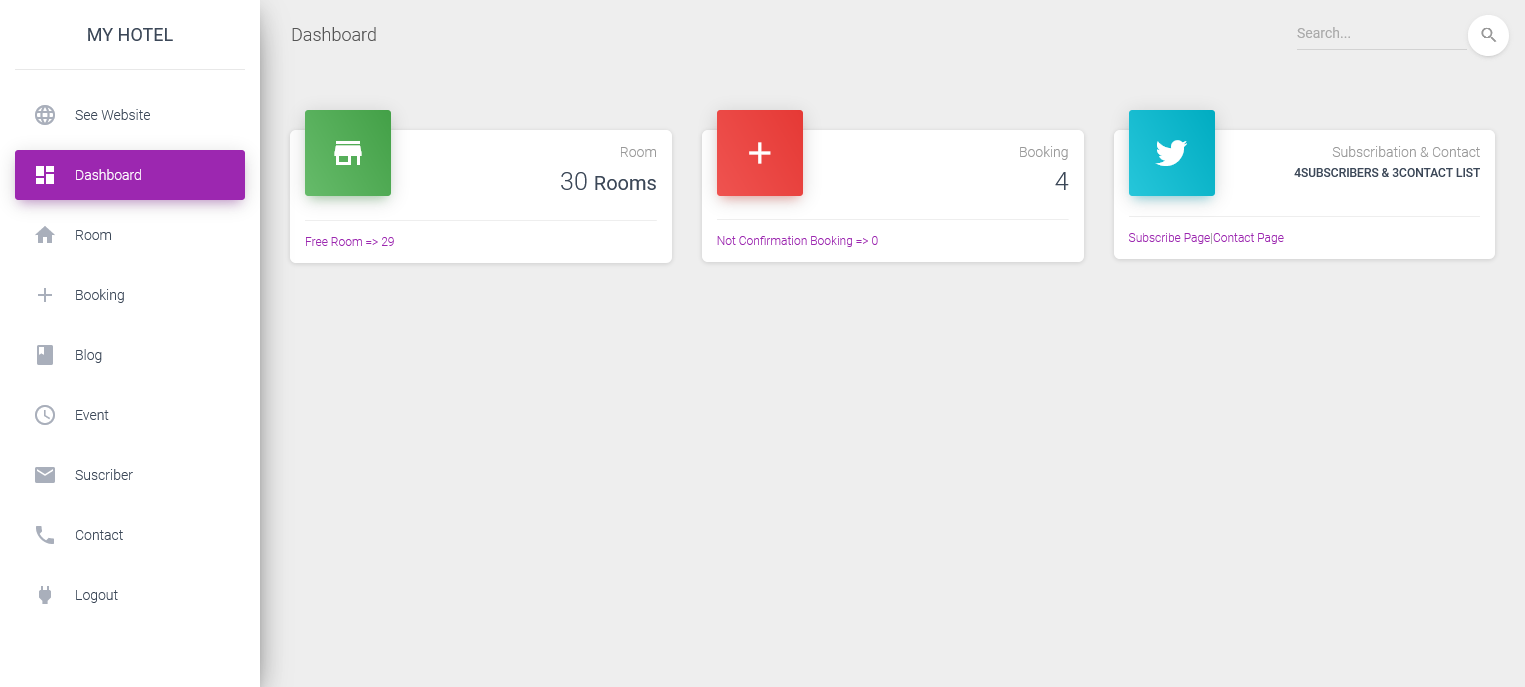 MY HOTEL
See Website
Dashboard
Room
Booking
Blog
Event
Suscriber
Contact
Logout
Dashboard
Search...
Room
30 Rooms
Free Room => 29
Booking
4
Not Confirmation Booking => 0
Subscribation & Contact
4SUBSCRIBERS & 3CONTACT LIST
Subscribe Page|Contact Page